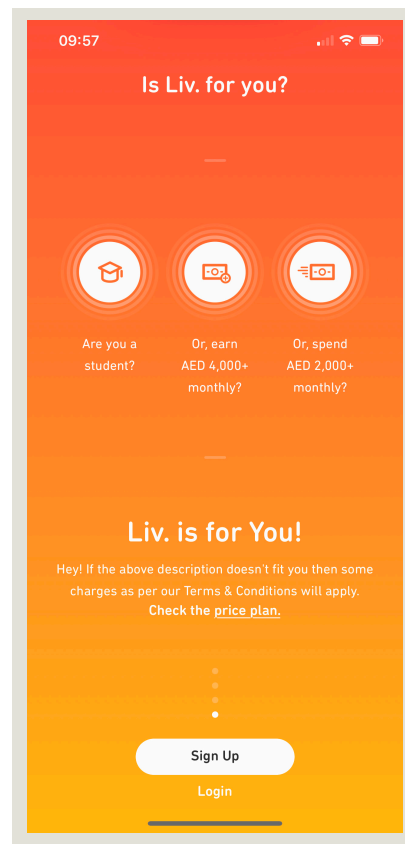 09:57
Is Liv. for you?
Are you a
student?
Or, earn
AED 4,000+
monthly?
Or, spend
AED 2,000+
monthly?
Liv. is for You!
Hey! If the above description doesn't fit you then some
charges as per our Terms & Conditions will apply.
Check the price plan.
Sign Up
Login